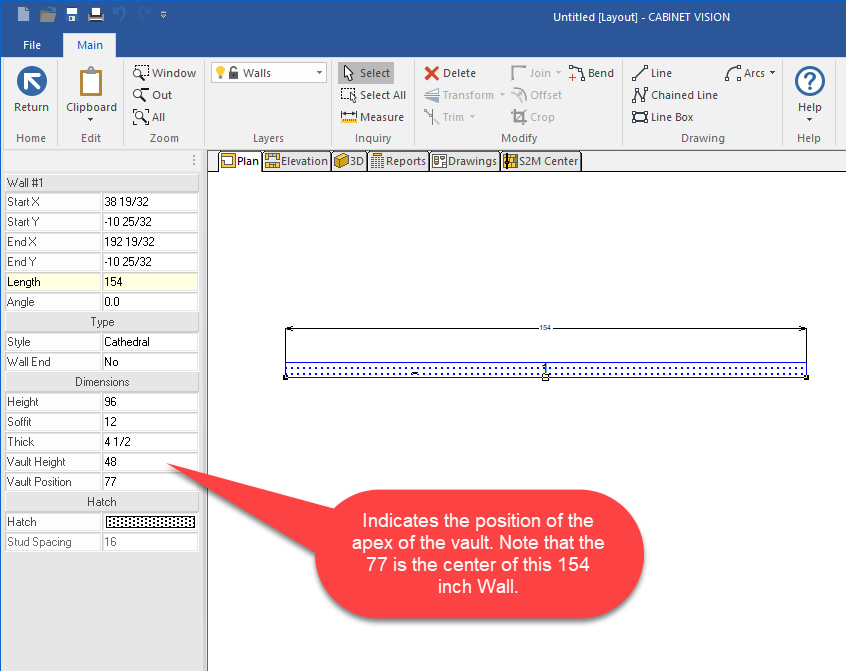 Untitled [Layout] - CABINET VISION
File
Main
Return
Home
Clipboard
Edit
Window
Out
All
Zoom
Walls
Layers
Select
Select All
Measure
Inquiry
Delete
Join
Bend
Transform
Offset
Trim
Crop
Modify
Line
Arcs
Chained Line
Line Box
Drawing
Help
Help
Plan
Elevation
3D
Reports
Drawings
S2M Center
Wall #1
Start X 38 19/32
Start Y -10 25/32
End X 192 19/32
End Y -10 25/32
Length 154
Angle 0.0
Type
Style Cathedral
Wall End No
Dimensions
Height 96
Soffit 12
Thick 4 1/2
Vault Height 48
Vault Position 77
Hatch
Hatch
Stud Spacing 16
154
1
Indicates the position of the
apex of the vault. Note that the
77 is the center of this 154
inch Wall.